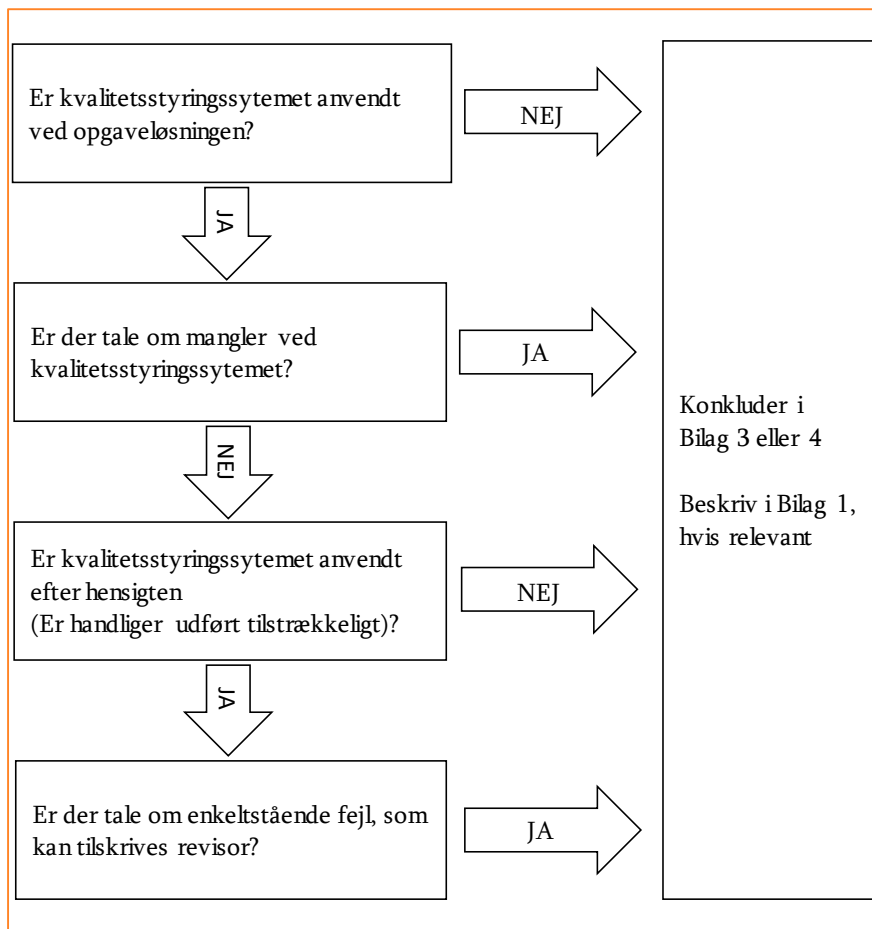 Er kvalitetsstyringssytemet anvendt
ved opgaveløsningen?
NEJ
JA
Er der tale om mangler ved
kvalitetsstyringssytemet?
JA
NEJ
Er kvalitetsstyringssytemet anvendt
efter hensigten
(Er handliger udført tilstrækkeligt)?
NEJ
JA
Er der tale om enkeltstående fejl, som
kan tilskrives revisor?
JA
Konkluder i
Bilag 3 eller 4
Beskriv i Bilag 1,
hvis relevant